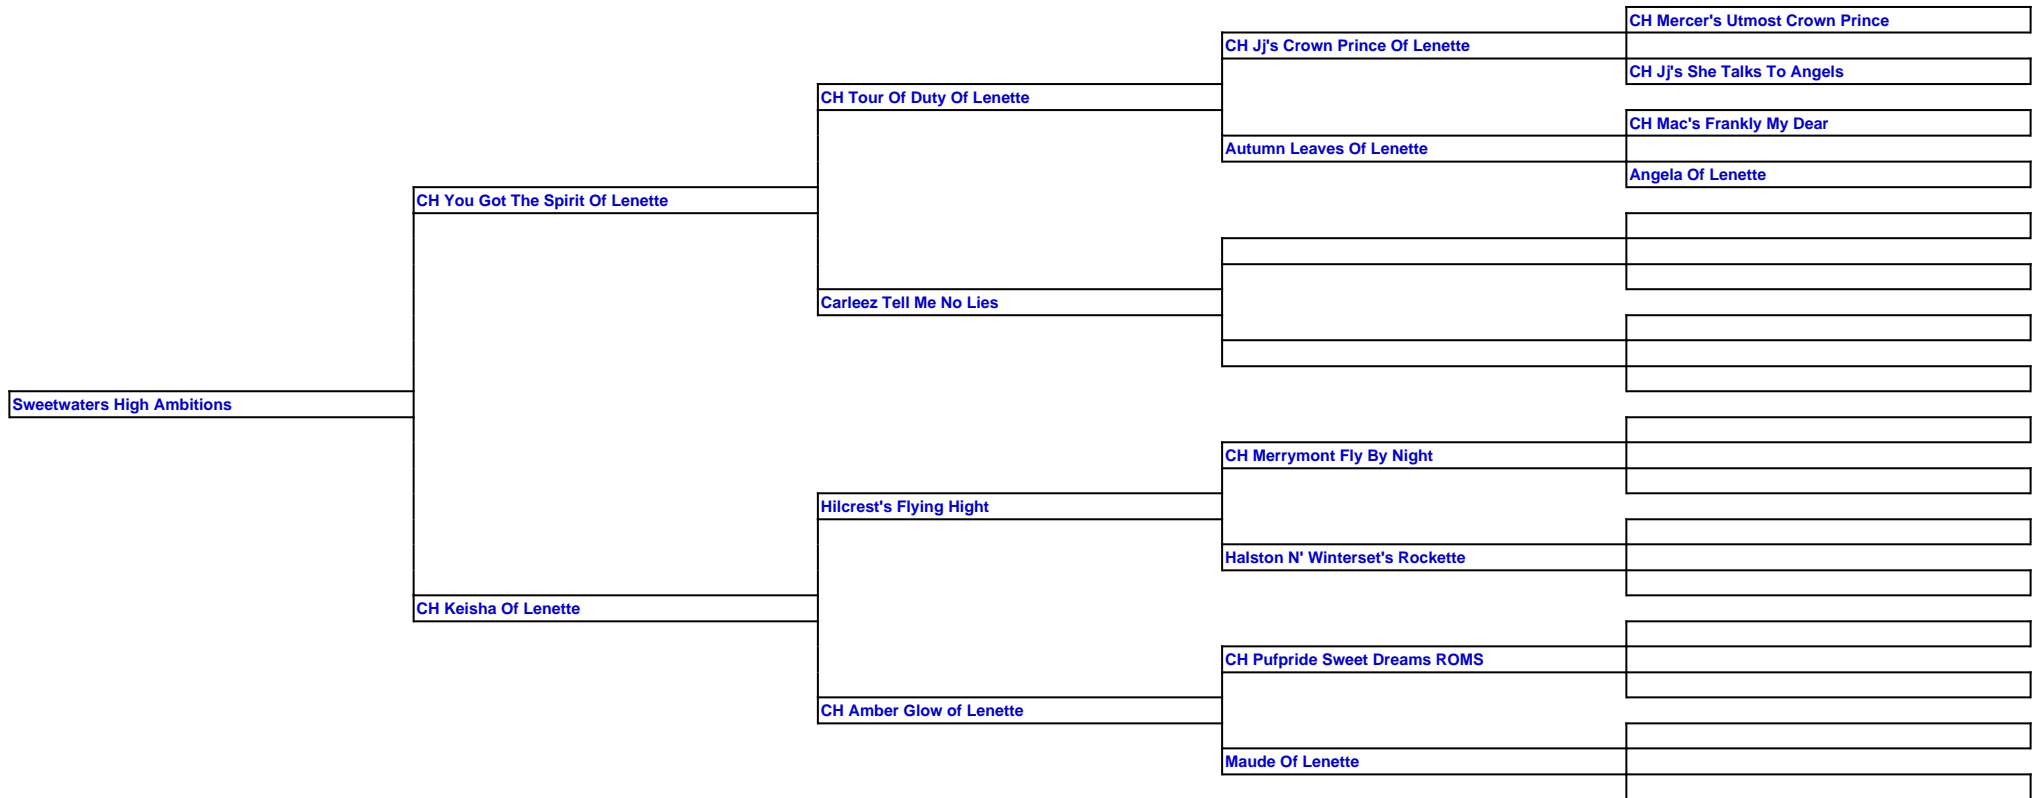 CH Mercer's Utmost Crown Prince
CH Jj's Crown Prince Of Lenette
CH Jj's She Talks To Angels
CH Tour Of Duty Of Lenette
CH Mac's Frankly My Dear
Autumn Leaves Of Lenette
Angela Of Lenette
CH You Got The Spirit Of Lenette
Carleez Tell Me No Lies
Sweetwaters High Ambitions
CH Merrymont Fly By Night
Hilcrest's Flying Hight
Halston N' Winterset's Rockette
CH Keisha Of Lenette
CH Pufpride Sweet Dreams ROMS
CH Amber Glow of Lenette
Maude Of Lenette